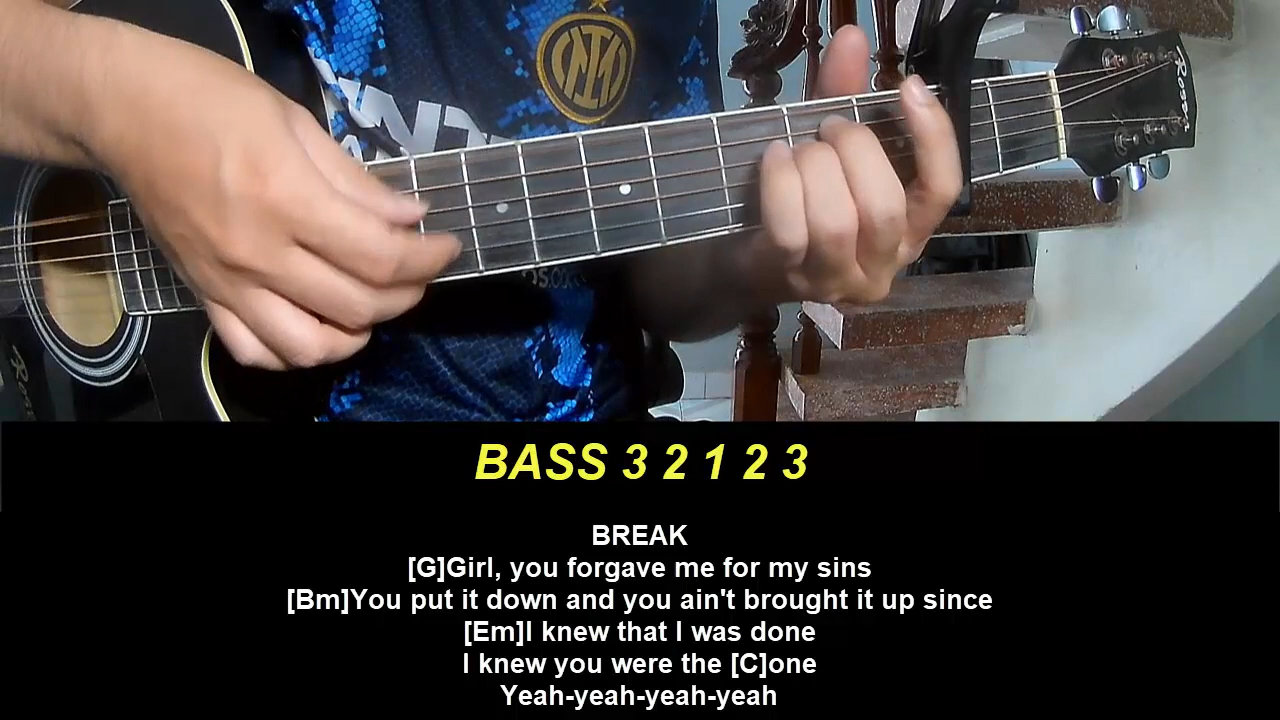 BASS 3 2 1 2 3
BREAK
[G]Girl, you forgave me for my sins
[Bm]You put it down and you ain't brought it up since
[Em]I knew that I was done
I knew you were the [C]one
Yeah-yeah-yeah-yeah